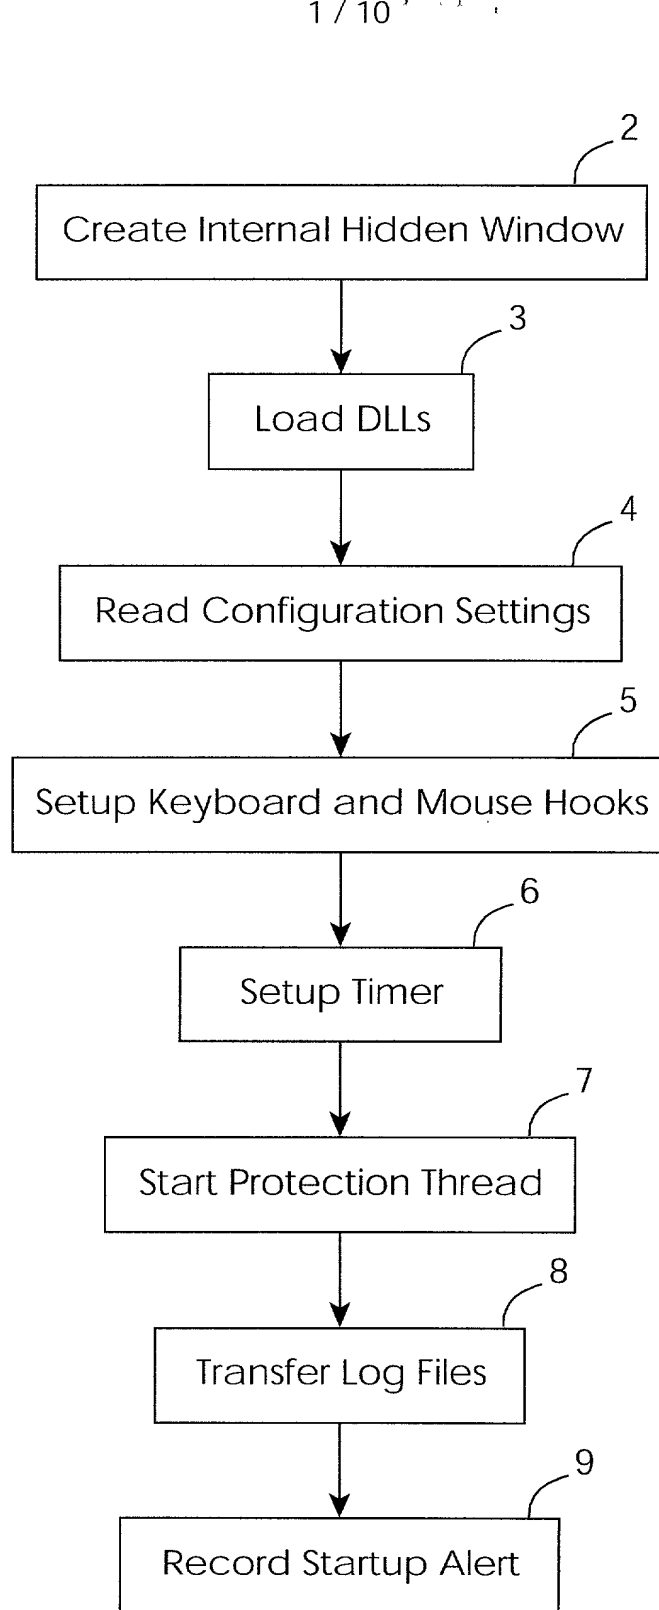 1 / 10
2
Create Internal Hidden Window
3
Load DLLs
4
Read Configuration Settings
5
Setup Keyboard and Mouse Hooks
6
Setup Timer
7
Start Protection Thread
8
Transfer Log Files
9
Record Startup Alert